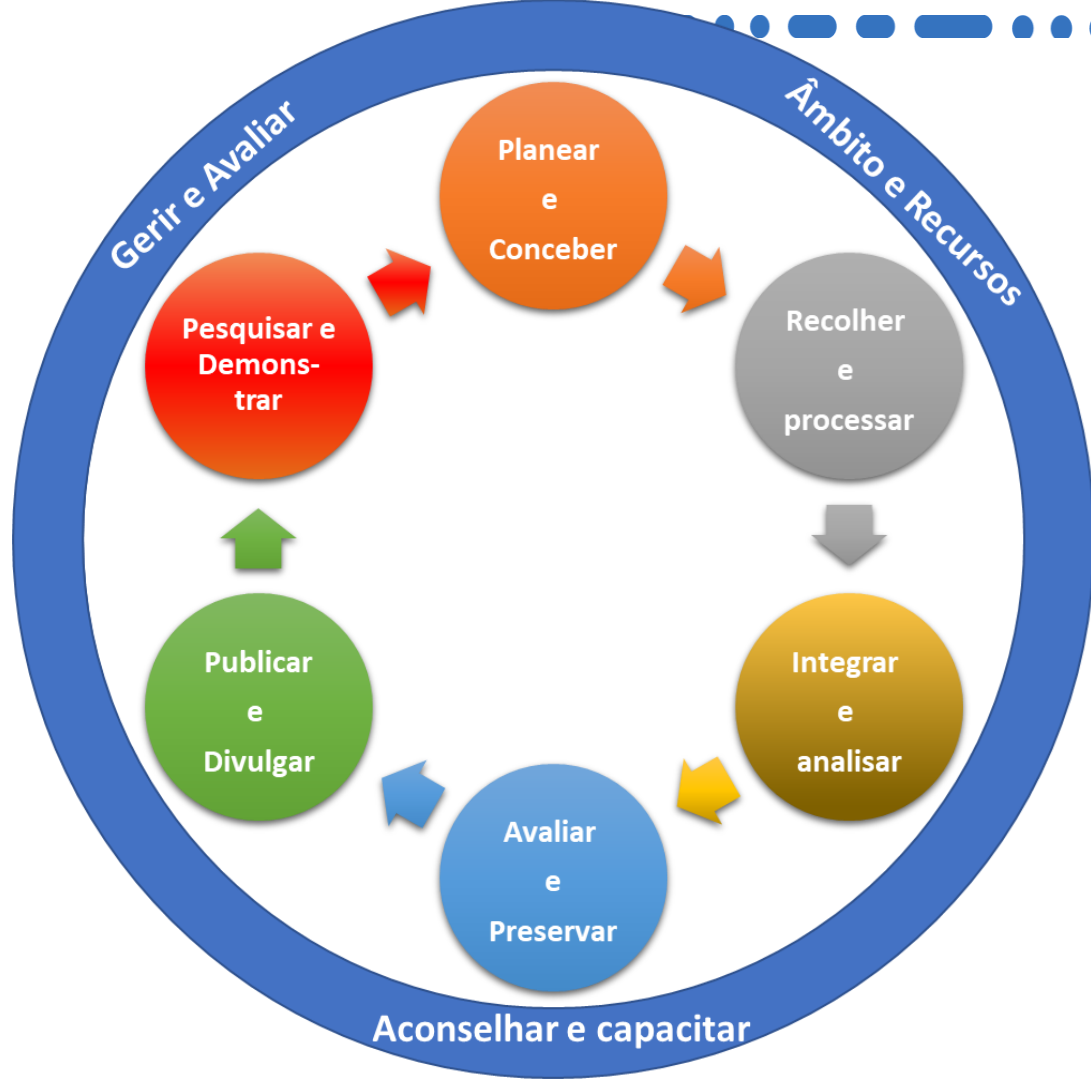 Gerir e Avaliar
Âmbito e Recursos
Planear
e
Conceber
Recolher
e
processar
Integrar
e
analisar
Avaliar
e
Preservar
Publicar
e
Divulgar
Pesquisar e
Demons-
trar
Aconselhar e capacitar